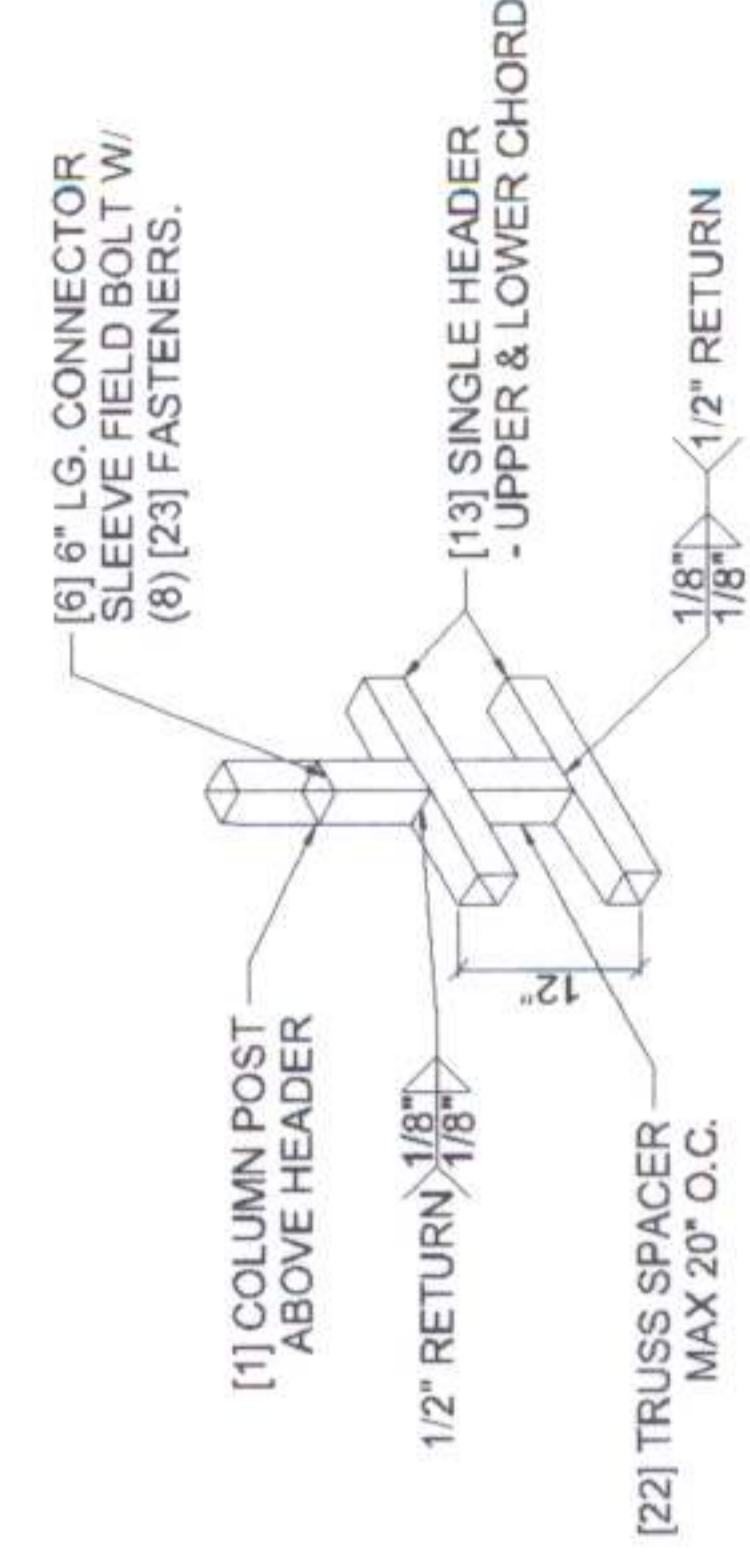 [6] 6" LG. CONNECTOR
SLEEVE FIELD BOLT W/
(8) [23] FASTENERS.
[1] COLUMN POST
ABOVE HEADER
1/2" RETURN
1/8"
1/8"
[13] SINGLE HEADER
- UPPER & LOWER CHORD
12"
[22] TRUSS SPACER
MAX 20" O.C.
1/8"
1/8"
1/2" RETURN